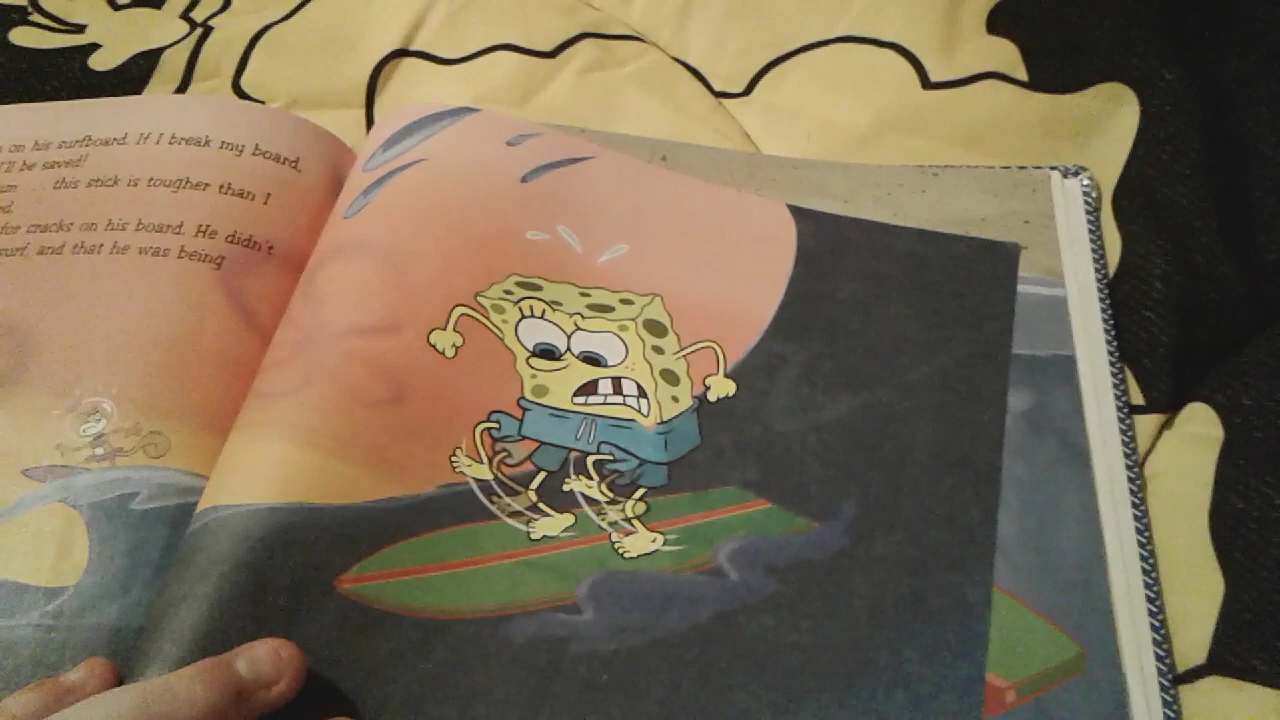 on his surfboard. If I break my board,
I'll be saved!
. . . this stick is tougher than I
for cracks on his board. He didn't
surf, and that he was being